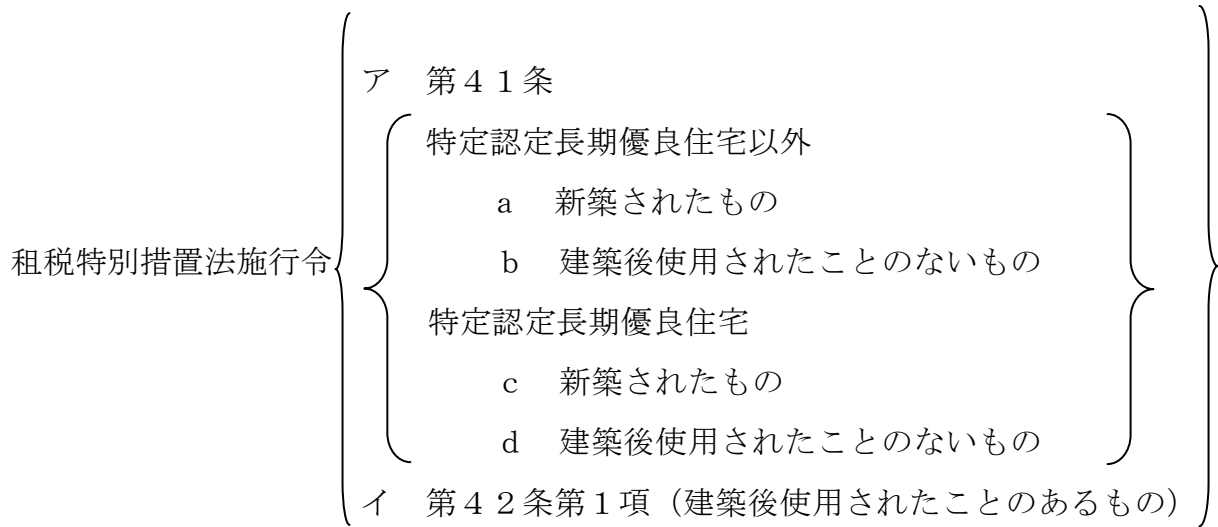 ア　第４１条
特定認定長期優良住宅以外
ａ　新築されたもの
租税特別措置法施行令
ｂ　建築後使用されたことのないもの
特定認定長期優良住宅
ｃ　新築されたもの
ｄ　建築後使用されたことのないもの
イ　第４２条第１項（建築後使用されたことのあるもの）